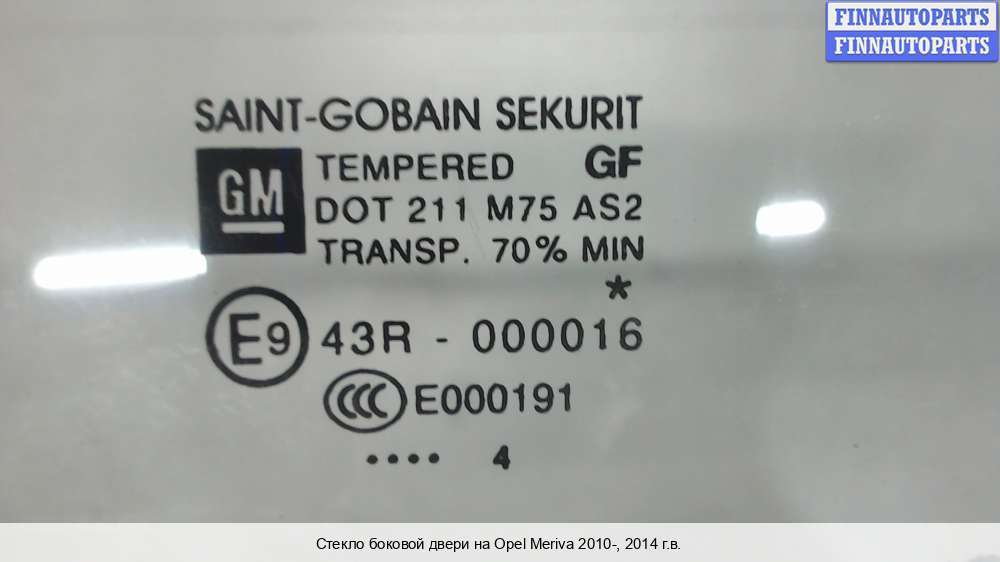 FINNAUTOPARTS
FINNAUTOPARTS
SAINT-GOBAIN SEKURIT
GM
TEMPERED GF
DOT 211 M75 AS2
TRANSP. 70% MIN
*
E9 43R - 000016
CCC E000191
•••• 4
Стекло боковой двери на Opel Meriva 2010-, 2014 г.в.